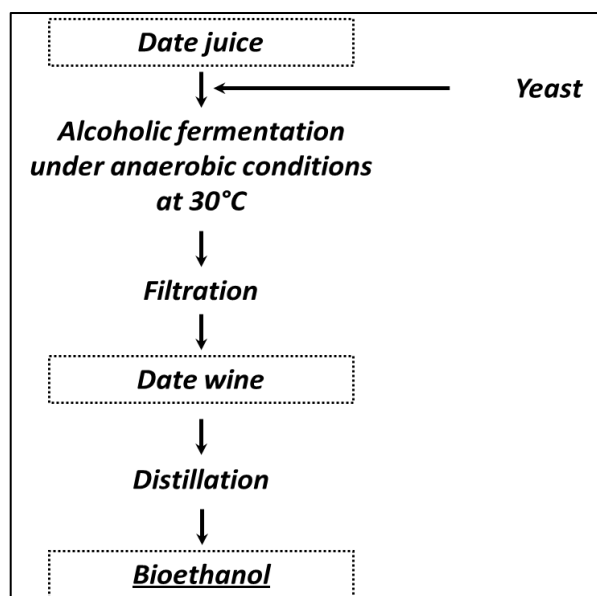 Date juice
Yeast
Alcoholic fermentation
under anaerobic conditions
at 30°C
Filtration
Date wine
Distillation
Bioethanol